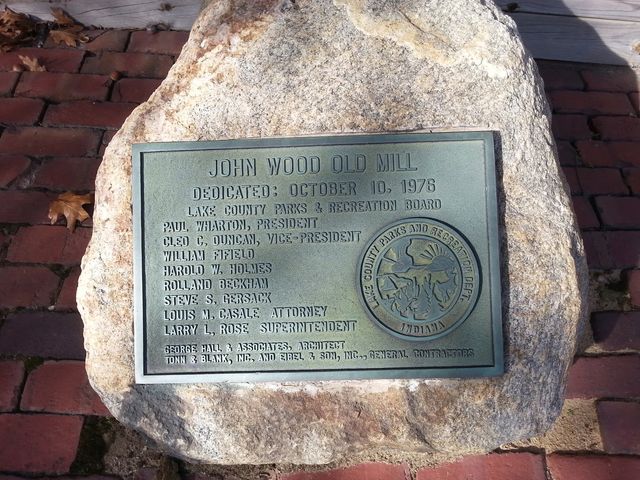 JOHN WOOD OLD MILL
DEDICATED: OCTOBER 10, 1976
LAKE COUNTY PARKS & RECREATION BOARD
PAUL WHARTON, PRESIDENT
CLEO C. DUNCAN, VICE-PRESIDENT
WILLIAM FIFIELD
HAROLD W. HOLMES
ROLLAND BECKHAM
STEVE S. GERSACK
LOUIS M. CASALE ATTORNEY
LARRY L. ROSE SUPERINTENDENT
GEORGE HALL & ASSOCIATES, ARCHITECT
TONN & BLANK, INC. AND EIBEL & SON, INC., GENERAL CONTRACTORS
LAKE COUNTY PARKS AND RECREATION DEPT.
INDIANA